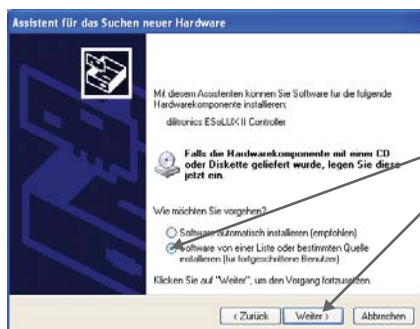 Assistent für das Suchen neuer Hardware
Mit diesem Assistenten können Sie Software für die folgende
Hardwarekomponente installieren:
diltronics ESoLUX II Controller
Falls die Hardwarekomponente mit einer CD
oder Diskette geliefert wurde, legen Sie diese
jetzt ein.
Wie möchten Sie vorgehen?
Software automatisch installieren (empfohlen)
Software von einer Liste oder bestimmten Quelle
installieren (für fortgeschrittene Benutzer)
Klicken Sie auf "Weiter", um den Vorgang fortzusetzen.
< Zurück
Weiter >
Abbrechen